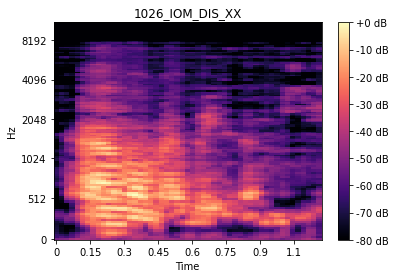 1026_IOM_DIS_XX
+0 dB
8192
-10 dB
4096
-20 dB
-30 dB
2048
Hz
-40 dB
1024
-50 dB
512
-60 dB
-70 dB
0
-80 dB
0 0.15 0.3 0.45 0.6 0.75 0.9 1.1
Time